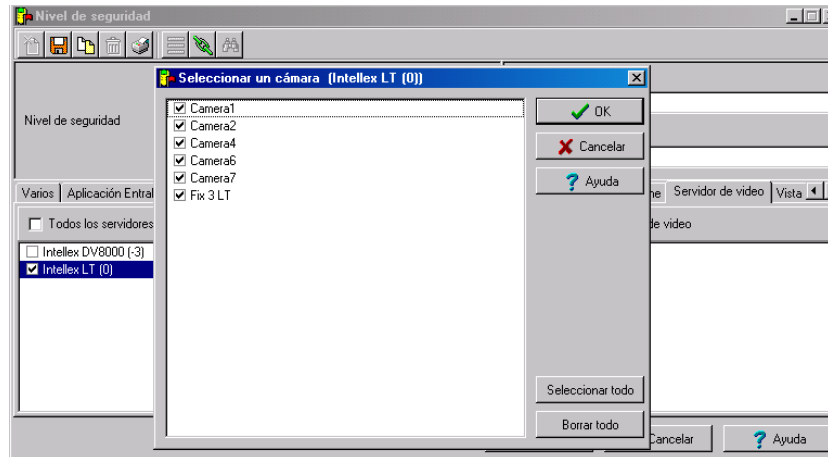 Nivel de seguridad
Seleccionar un cámara (Intellex LT (0))
Camera1
Camera2
Camera4
Camera6
Camera7
Fix 3 LT
OK
Cancelar
Ayuda
Seleccionar todo
Borrar todo
Nivel de seguridad
Varios
Aplicación Entral
ne
Servidor de video
Vista
Todos los servidores
de video
Intellex DV8000 (-3)
Intellex LT (0)
Cancelar
Ayuda